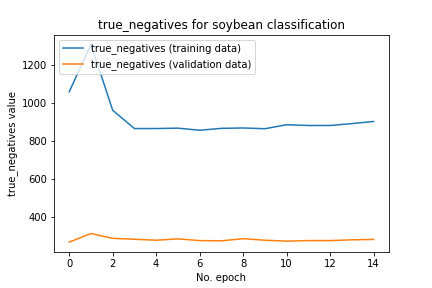 true_negatives for soybean classification
true_negatives (training data)
true_negatives (validation data)
1200
1000
800
600
400
true_negatives value
0 2 4 6 8 10 12 14
No. epoch